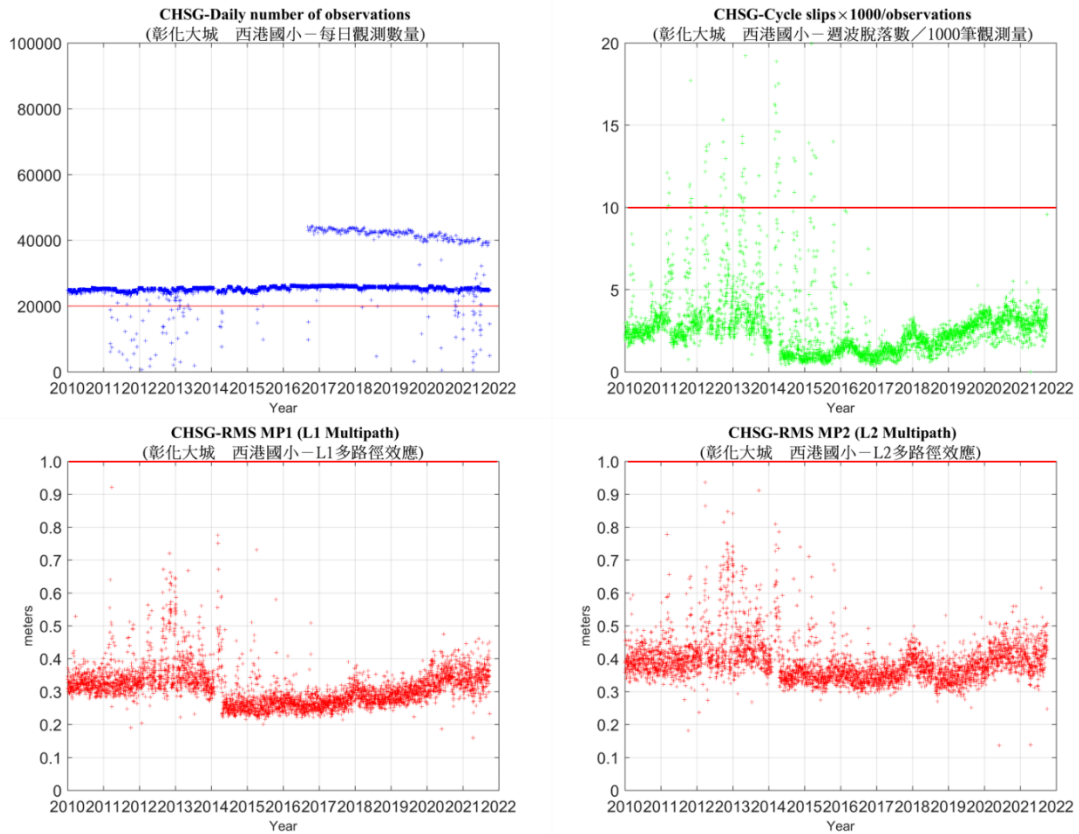 CHSG-Daily number of observations
(彰化大城　西港國小－每日觀測數量)
100000
80000
60000
40000
20000
0
2010 2011 2012 2013 2014 2015 2016 2017 2018 2019 2020 2021 2022
Year
CHSG-Cycle slips×1000/observations
(彰化大城　西港國小－週波脫落數／1000筆觀測量)
20
15
10
5
0
2010 2011 2012 2013 2014 2015 2016 2017 2018 2019 2020 2021 2022
Year
CHSG-RMS MP1 (L1 Multipath)
(彰化大城　西港國小－L1多路徑效應)
1.0
0.9
0.8
0.7
0.6
0.5
0.4
0.3
0.2
0.1
0
meters
2010 2011 2012 2013 2014 2015 2016 2017 2018 2019 2020 2021 2022
Year
CHSG-RMS MP2 (L2 Multipath)
(彰化大城　西港國小－L2多路徑效應)
1.0
0.9
0.8
0.7
0.6
0.5
0.4
0.3
0.2
0.1
0
meters
2010 2011 2012 2013 2014 2015 2016 2017 2018 2019 2020 2021 2022
Year